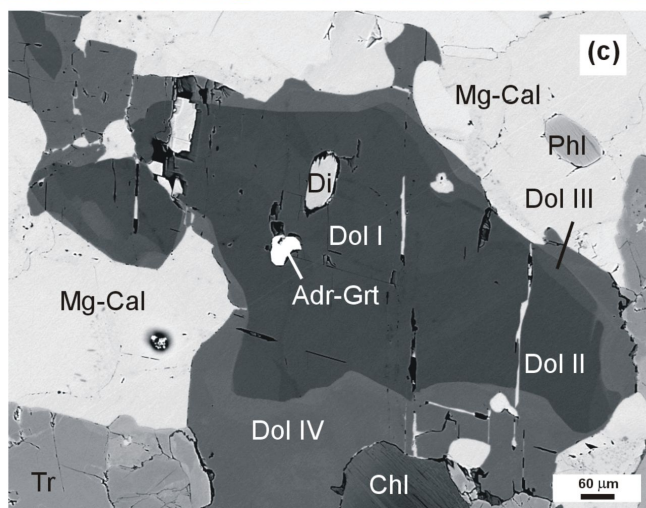 (c)
Mg-Cal
Phl
Di
Dol III
Dol I
Adr-Grt
Mg-Cal
Dol II
Dol IV
Tr
Chl
60 μm